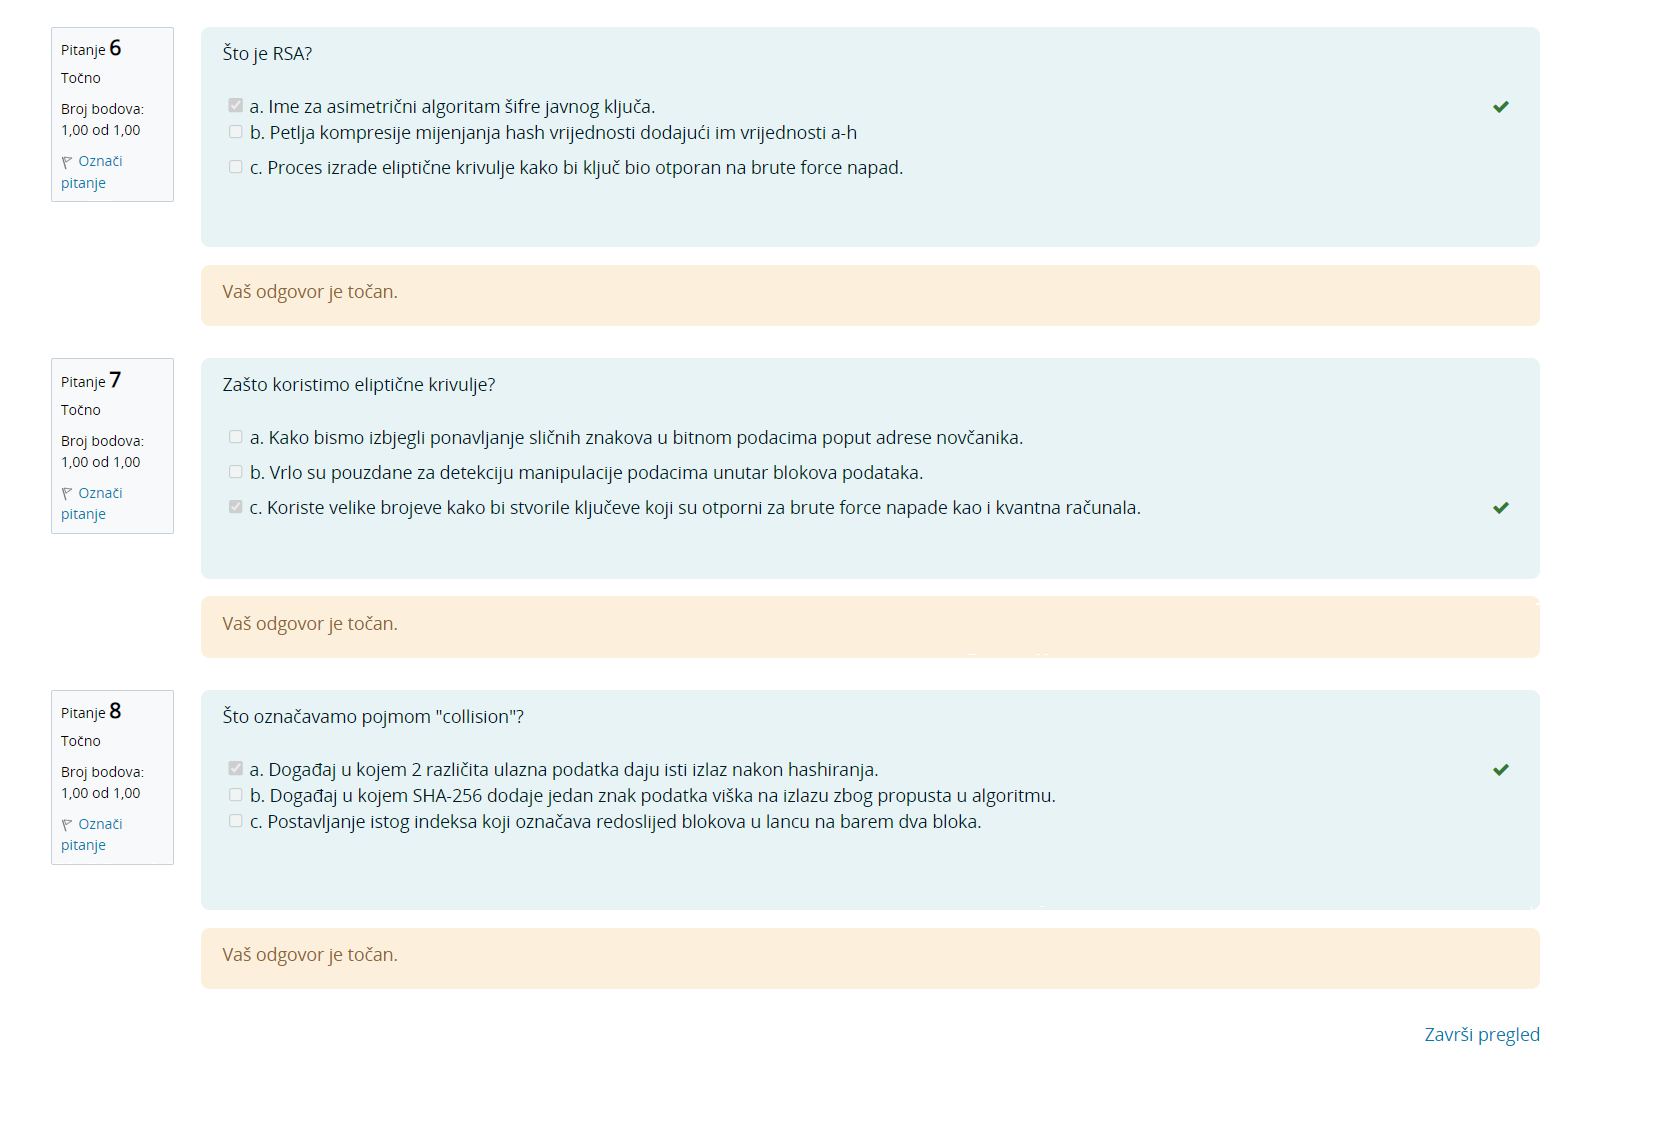 Pitanje 6
Točno
Broj bodova:
1,00 od 1,00
Označi
pitanje
Što je RSA?
a. Ime za asimetrični algoritam šifre javnog ključa.
b. Petlja kompresije mijenjanja hash vrijednosti dodajući im vrijednosti a-h
c. Proces izrade eliptične krivulje kako bi ključ bio otporan na brute force napad.
Vaš odgovor je točan.
Pitanje 7
Točno
Broj bodova:
1,00 od 1,00
Označi
pitanje
Zašto koristimo eliptične krivulje?
a. Kako bismo izbjegli ponavljanje sličnih znakova u bitnom podacima poput adrese novčanika.
b. Vrlo su pouzdane za detekciju manipulacije podacima unutar blokova podataka.
c. Koriste velike brojeve kako bi stvorile ključeve koji su otporni za brute force napade kao i kvantna računala.
Vaš odgovor je točan.
Pitanje 8
Točno
Broj bodova:
1,00 od 1,00
Označi
pitanje
Što označavamo pojmom "collision"?
a. Događaj u kojem 2 različita ulazna podatka daju isti izlaz nakon hashiranja.
b. Događaj u kojem SHA-256 dodaje jedan znak podatka viška na izlazu zbog propusta u algoritmu.
c. Postavljanje istog indeksa koji označava redoslijed blokova u lancu na barem dva bloka.
Vaš odgovor je točan.
Završi pregled